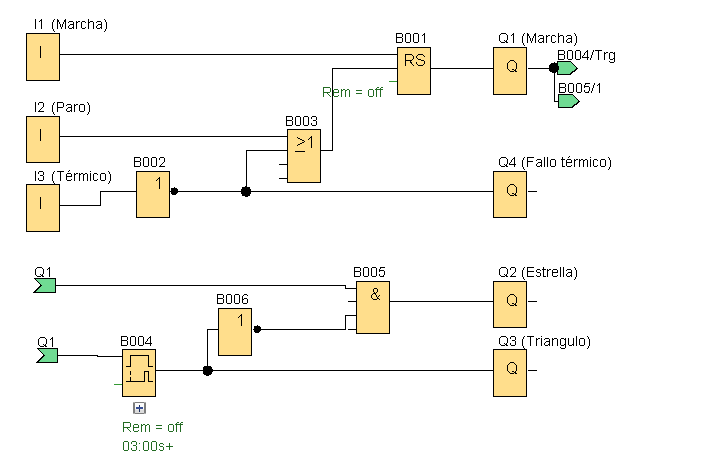 I1 (Marcha)
I
B001
RS
Rem = off
Q1 (Marcha)
Q
B004/Trg
B005/1
I2 (Paro)
I
B003
≥1
B002
1
I3 (Térmico)
I
Q4 (Fallo térmico)
Q
Q1
B005
&
Q2 (Estrella)
Q
B006
1
Q1
B004
Rem = off
03:00s+
Q3 (Triangulo)
Q